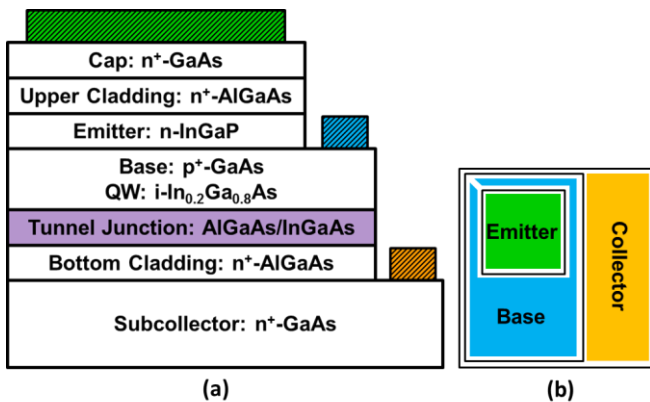 Cap: n⁺-GaAs
Upper Cladding: n⁺-AlGaAs
Emitter: n-InGaP
Base: p⁺-GaAs
QW: i-In₀.₂Ga₀.₈As
Tunnel Junction: AlGaAs/InGaAs
Bottom Cladding: n⁺-AlGaAs
Subcollector: n⁺-GaAs
(a)
Emitter
Base
Collector
(b)